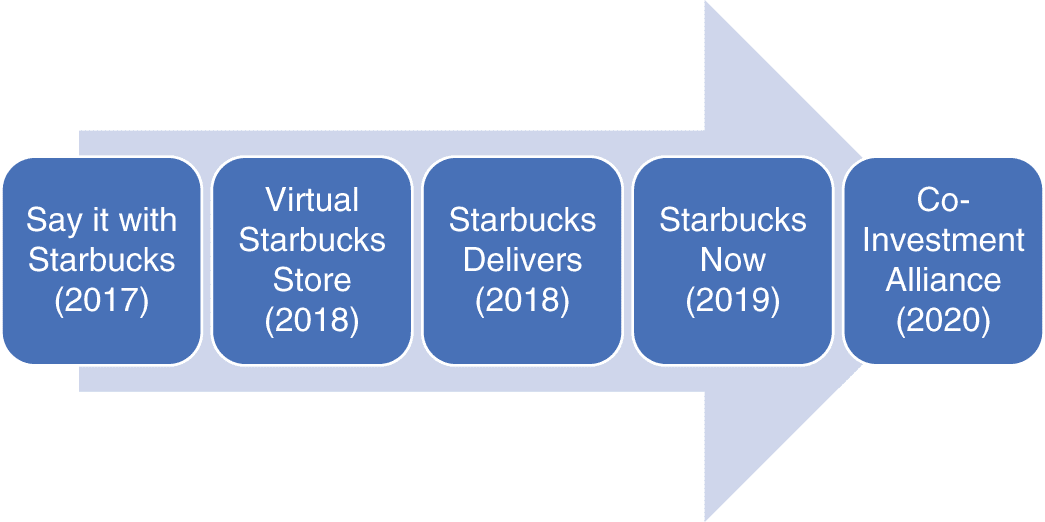 Say it with
Starbucks
(2017)
Virtual
Starbucks
Store
(2018)
Starbucks
Delivers
(2018)
Starbucks
Now
(2019)
Co-
Investment
Alliance
(2020)